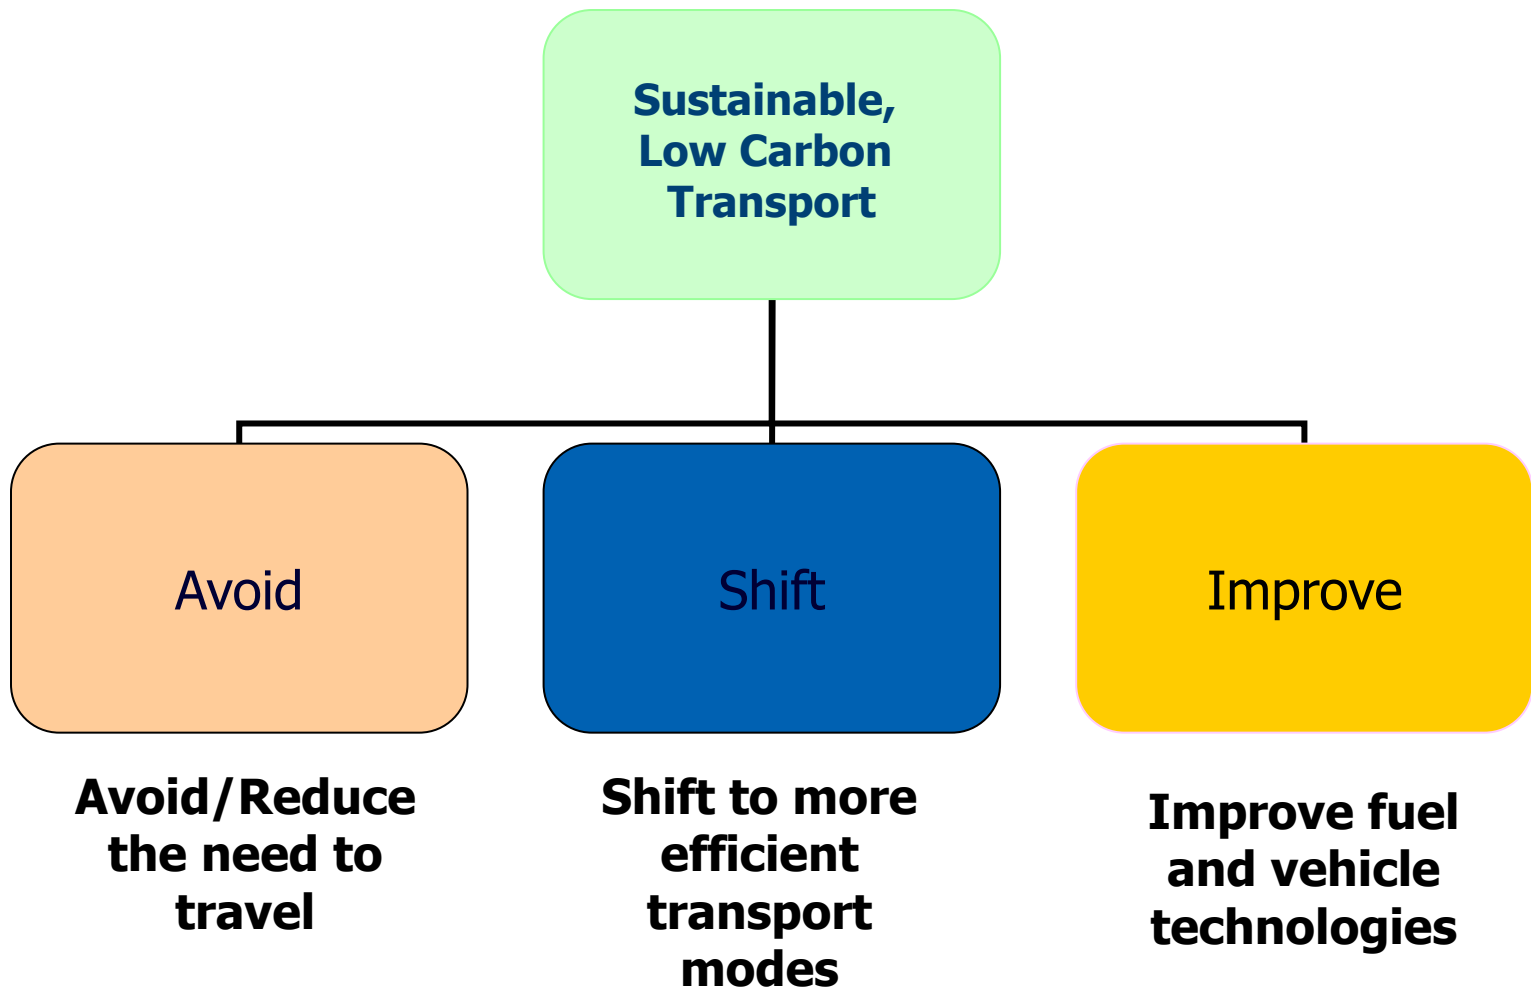 Sustainable,
Low Carbon
Transport
Avoid
Shift
Improve
Avoid/Reduce
the need to
travel
Shift to more
efficient
transport
modes
Improve fuel
and vehicle
technologies